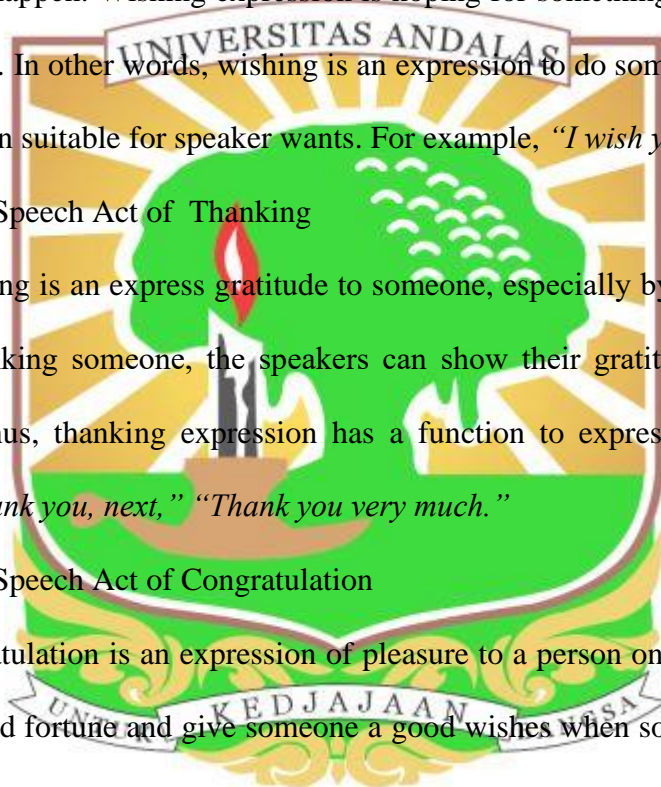 happen. Wishing expression is hoping for something
UNIVERSITAS ANDALAS
. In other words, wishing is an expression to do som
n suitable for speaker wants. For example, “I wish y
Speech Act of Thanking
ng is an express gratitude to someone, especially by
king someone, the speakers can show their gratit
us, thanking expression has a function to expres
ank you, next,” “Thank you very much.”
Speech Act of Congratulation
atulation is an expression of pleasure to a person on
UNTUK KEDJAJAAN BANGSA
d fortune and give someone a good wishes when so